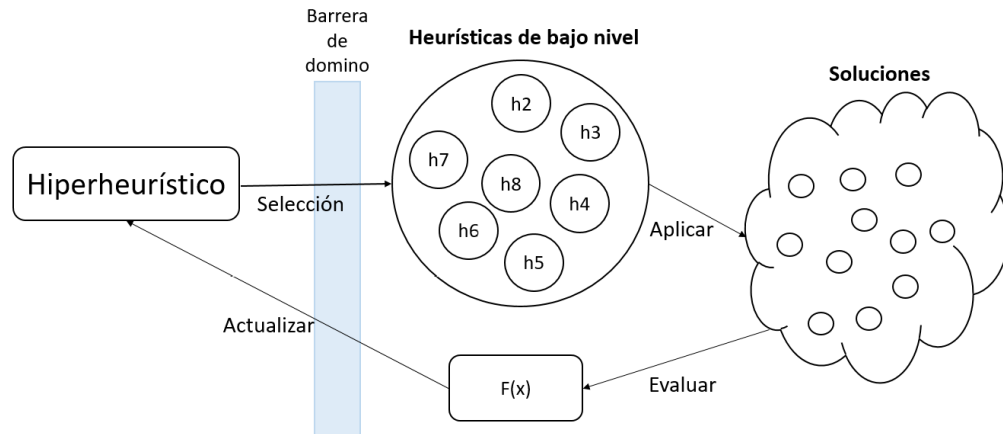 Barrera
de
domino
Heurísticas de bajo nivel
Soluciones
h2
h3
h7
h8
h4
h6
h5
Hiperheurístico
Selección
Aplicar
Actualizar
F(x)
Evaluar